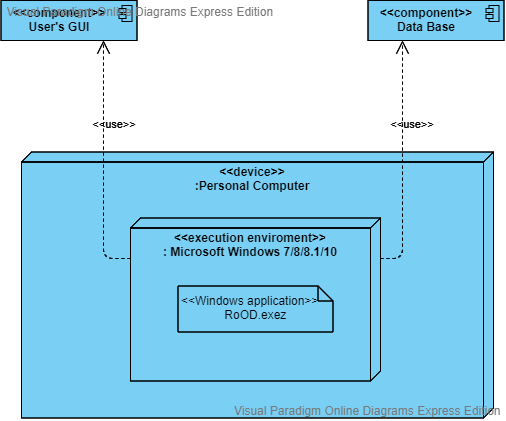 Visual Paradigm Online Diagrams Express Edition
<<component>>
User's GUI
<<component>>
Data Base
<<use>>
<<use>>
<<device>>
:Personal Computer
<<execution enviroment>>
: Microsoft Windows 7/8/8.1/10
<<Windows application>>
RoOD.exez
Visual Paradigm Online Diagrams Express Edition